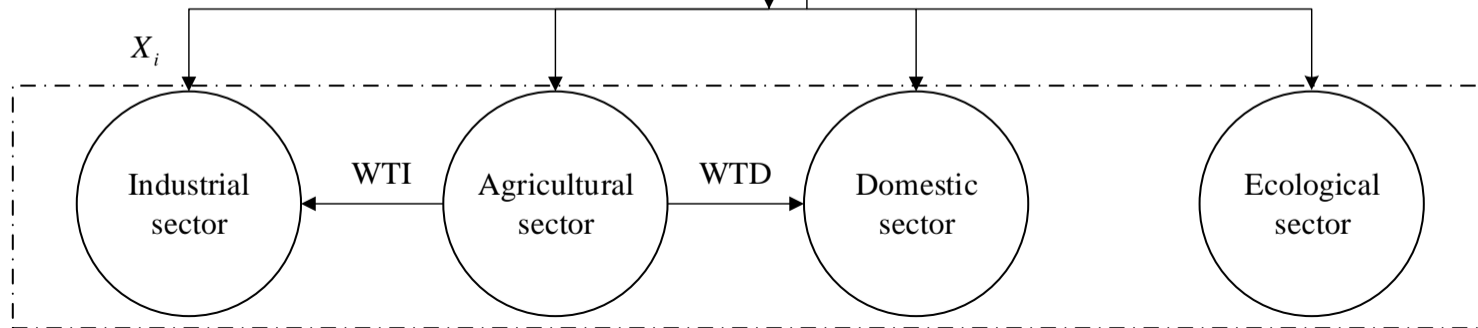 X_i
Industrial
sector
WTI
Agricultural
sector
WTD
Domestic
sector
Ecological
sector